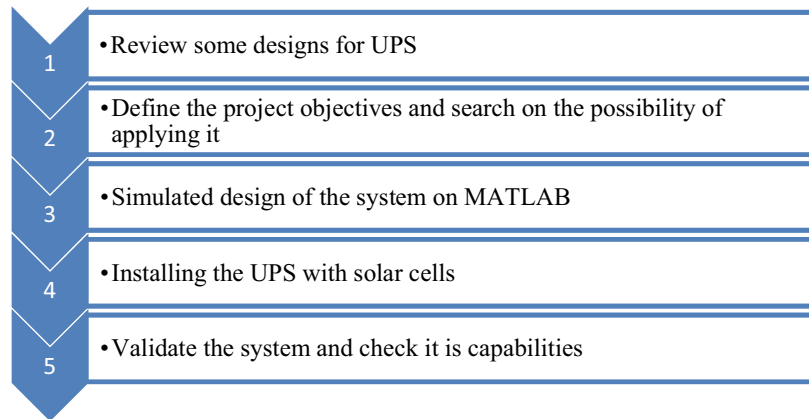 1
•Review some designs for UPS
2
•Define the project objectives and search on the possibility of
applying it
3
•Simulated design of the system on MATLAB
4
•Installing the UPS with solar cells
5
•Validate the system and check it is capabilities